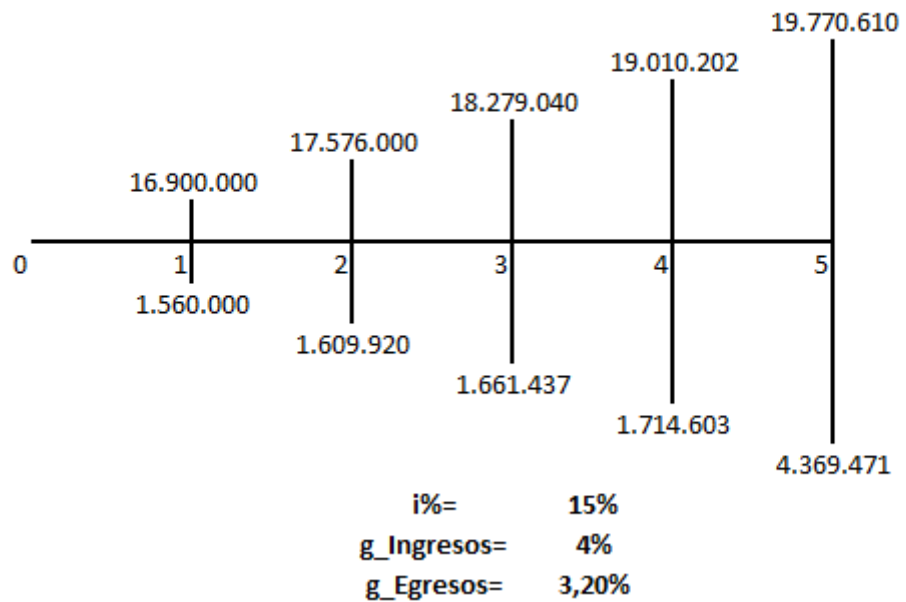 19.770.610
19.010.202
18.279.040
17.576.000
16.900.000
0 1 2 3 4 5
1.560.000
1.609.920
1.661.437
1.714.603
4.369.471
i%= 15%
g_Ingresos= 4%
g_Egresos= 3,20%